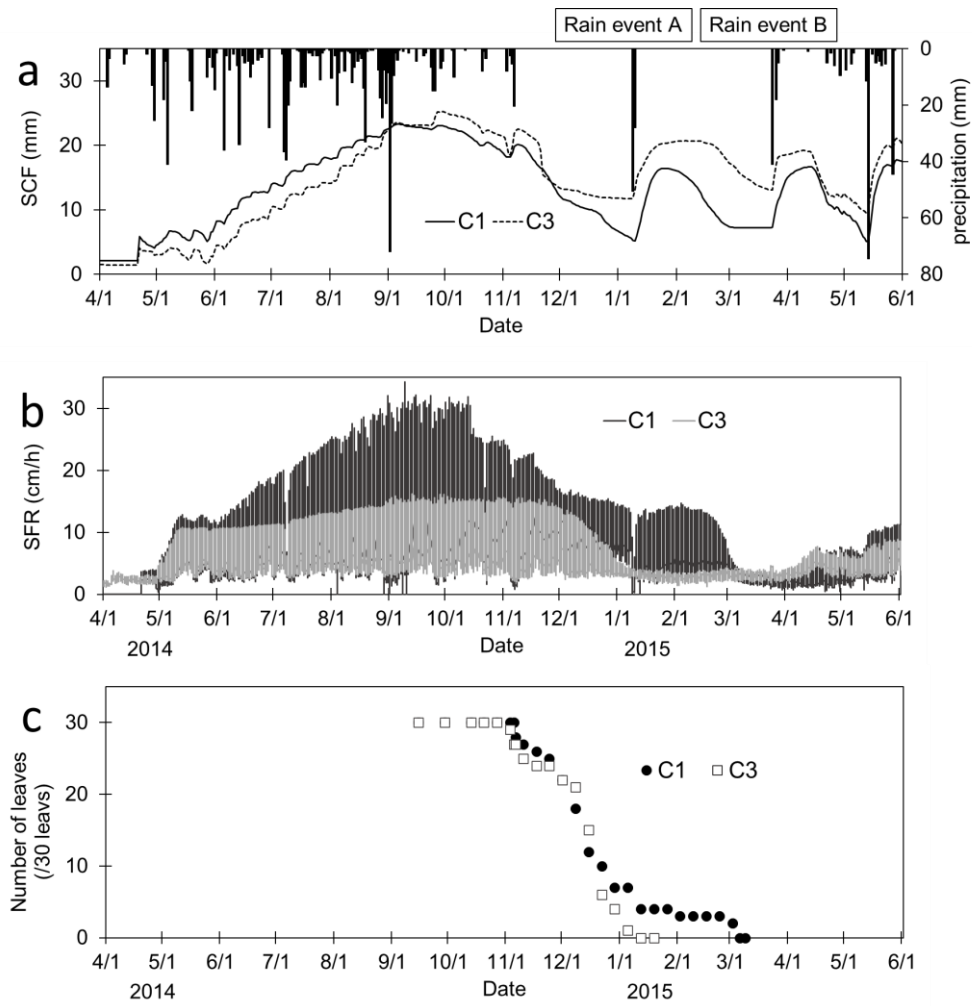 Rain event A Rain event B
a
30
20
10
0
SCF (mm)
0
20
40
60
80
precipitation (mm)
C1 C3
4/1 5/1 6/1 7/1 8/1 9/1 10/1 11/1 12/1 1/1 2/1 3/1 4/1 5/1 6/1
Date
b
30
20
10
0
SFR (cm/h)
C1 C3
4/1 5/1 6/1 7/1 8/1 9/1 10/1 11/1 12/1 1/1 2/1 3/1 4/1 5/1 6/1
2014 Date 2015
c
30
20
10
0
Number of leaves
(/30 leavs)
C1 C3
4/1 5/1 6/1 7/1 8/1 9/1 10/1 11/1 12/1 1/1 2/1 3/1 4/1 5/1 6/1
2014 Date 2015